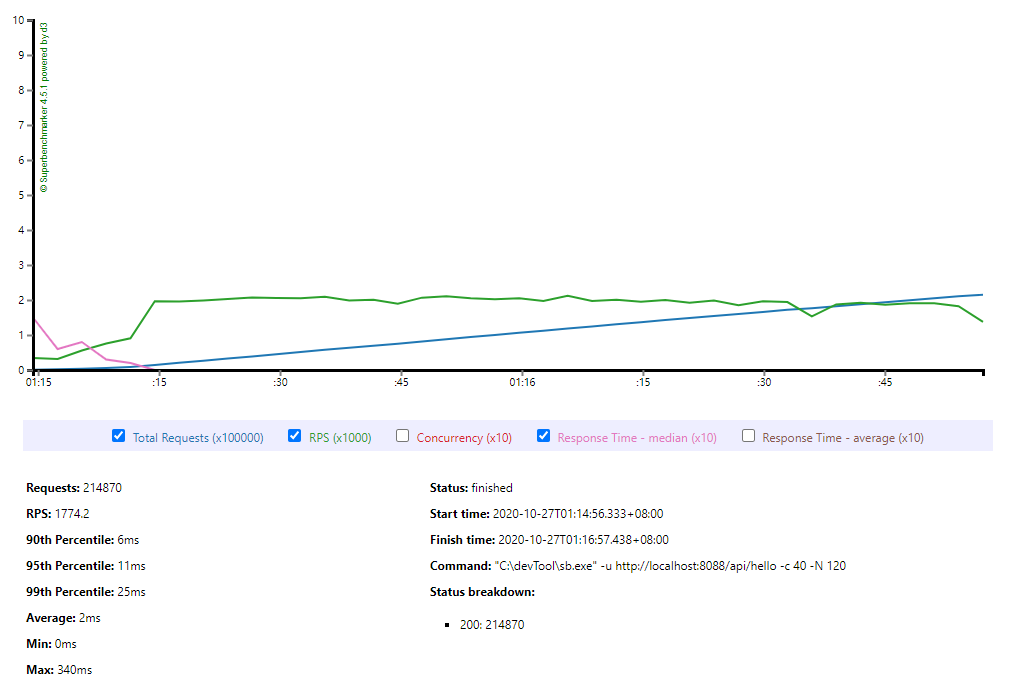 10
9
8
7
6
5
4
3
2
1
0
© Superbenchmarker 4.5.1 powered by d3
01:15 :15 :30 :45 01:16 :15 :30 :45
Total Requests (x100000) RPS (x1000) Concurrency (x10) Response Time - median (x10) Response Time - average (x10)
Requests: 214870
RPS: 1774.2
90th Percentile: 6ms
95th Percentile: 11ms
99th Percentile: 25ms
Average: 2ms
Min: 0ms
Max: 340ms
Status: finished
Start time: 2020-10-27T01:14:56.333+08:00
Finish time: 2020-10-27T01:16:57.438+08:00
Command: "C:\devTool\sb.exe" -u http://localhost:8088/api/hello -c 40 -N 120
Status breakdown:
200: 214870